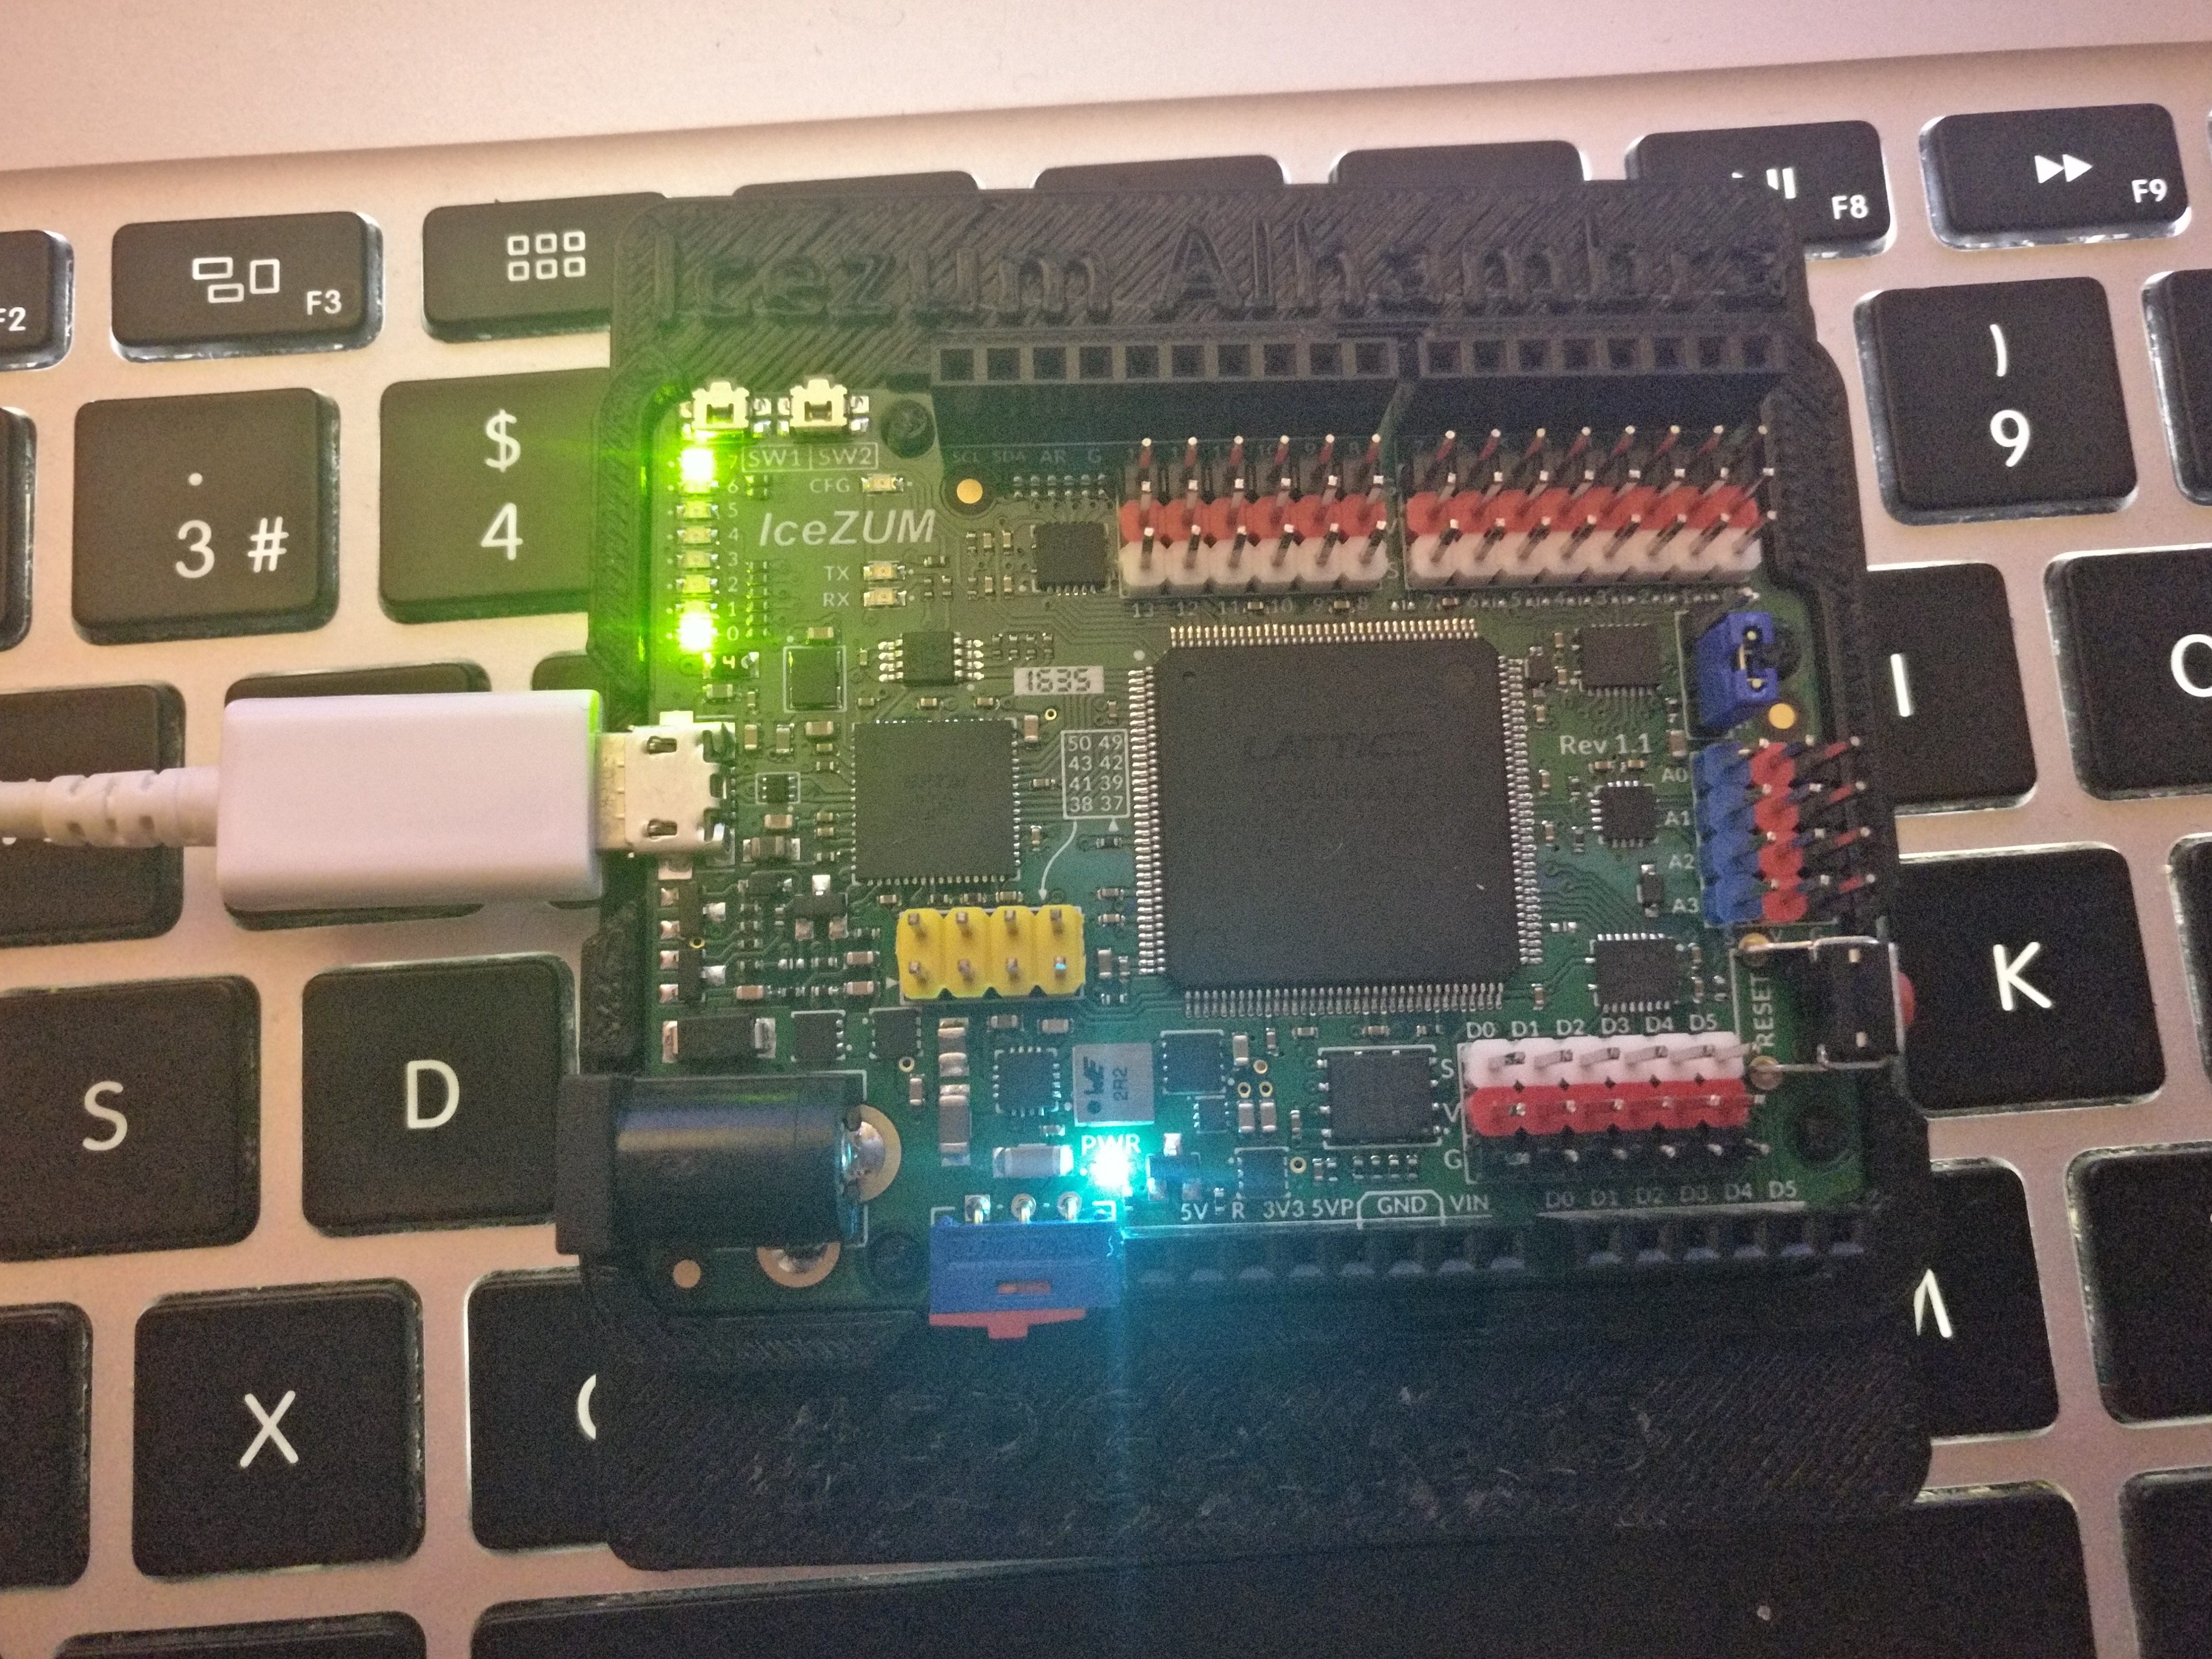 F2
F3
F8
F9
Icezum Alhambra
3 · #
$ 4
) 9
7 SW1 SW2
6 CFG
5
4 IceZUM
3 TX
2 RX
1
0
SCL SDA AR G
13 12 11 10 9 8 7 6 5 4 3 2 1
1635
I
O
50 49
43 42
41 39
38 37
LATTICE
Rev 1.1
A0
A1
A2
A3
K
RESET
D0 D1 D2 D3 D4 D5
S
V
G
WE 2R2
PWR
5V R 3V3 5VP GND VIN D0 D1 D2 D3 D4 D5
S
D
X